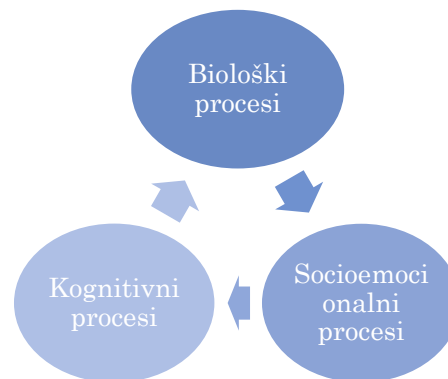 Biološki
procesi
Kognitivni
procesi
Socioemoci
onalni
procesi